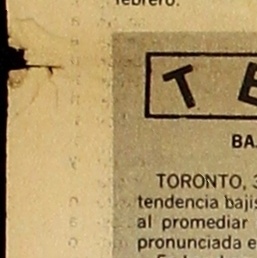 febrero.
T E
BA
TORONTO, 3
tendencia bajis
al promediar
pronunciada e